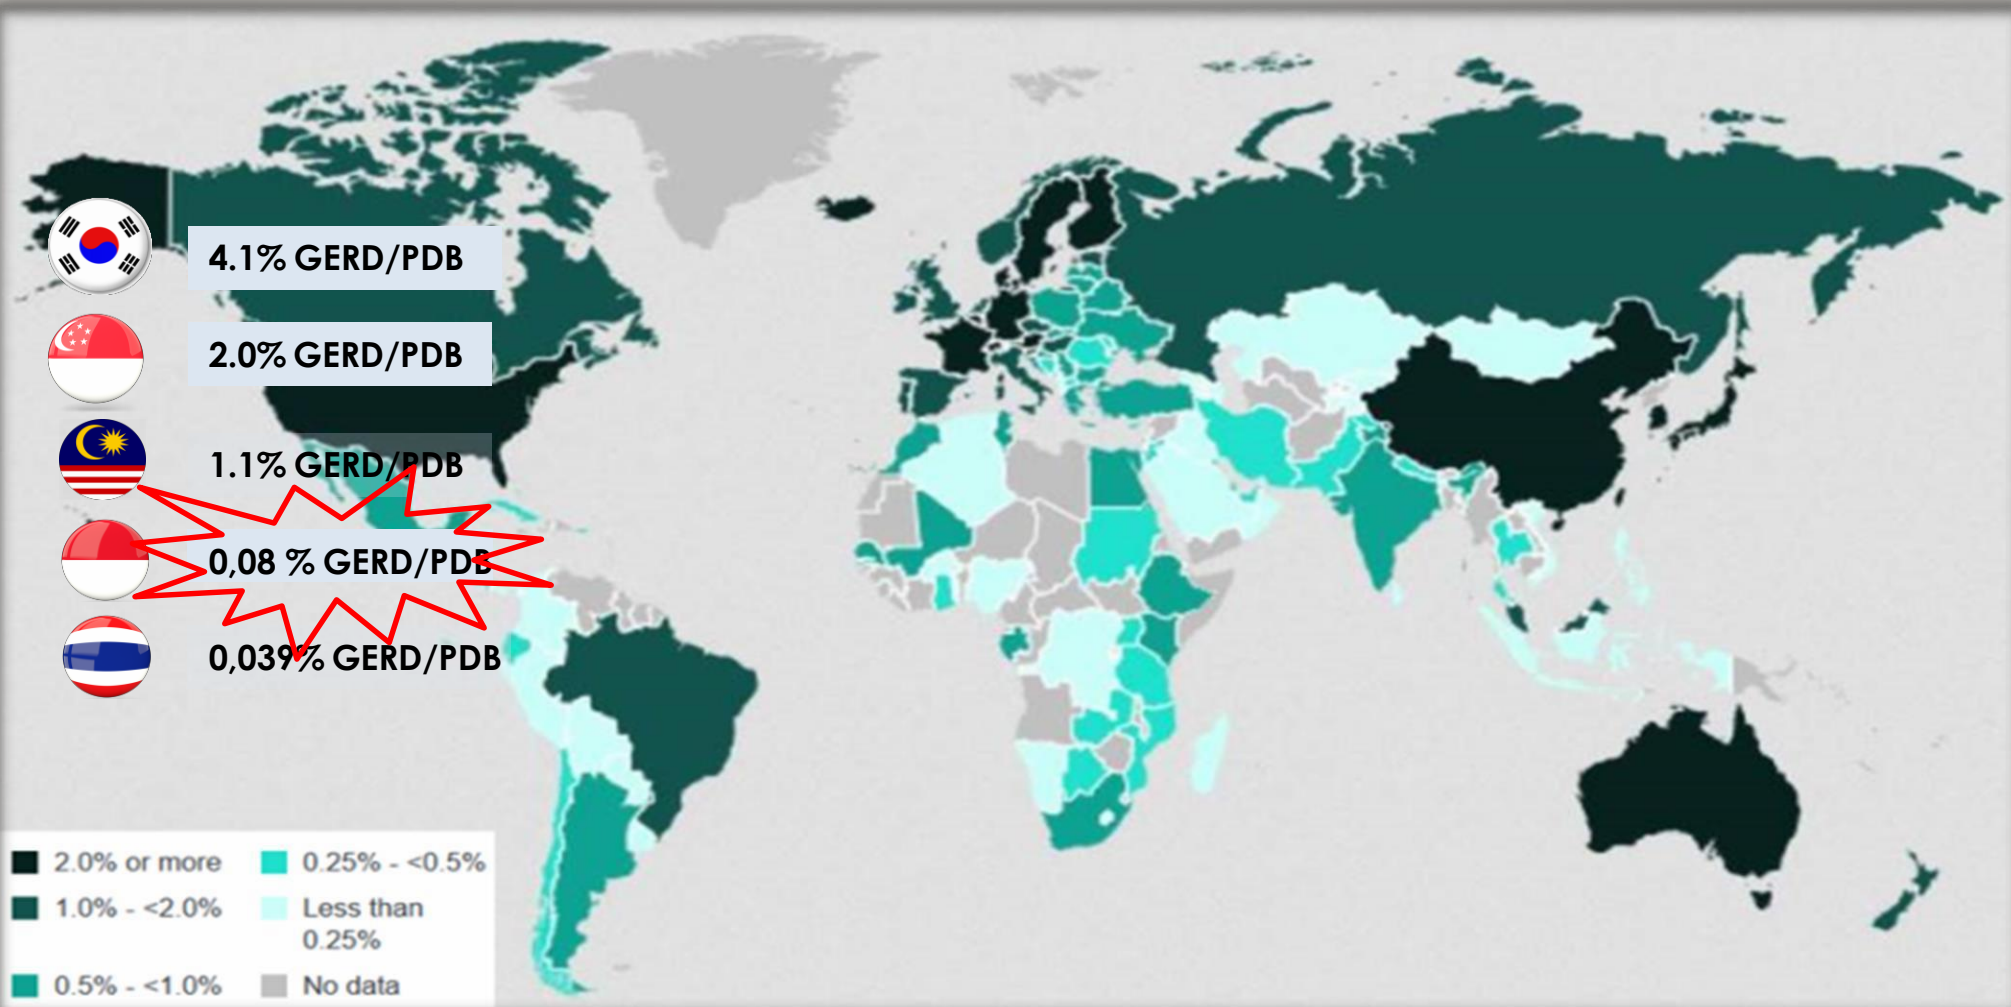 4.1% GERD/PDB
2.0% GERD/PDB
1.1% GERD/PDB
0,08 % GERD/PDB
0,039% GERD/PDB
2.0% or more
1.0% - <2.0%
0.5% - <1.0%
0.25% - <0.5%
Less than
0.25%
No data